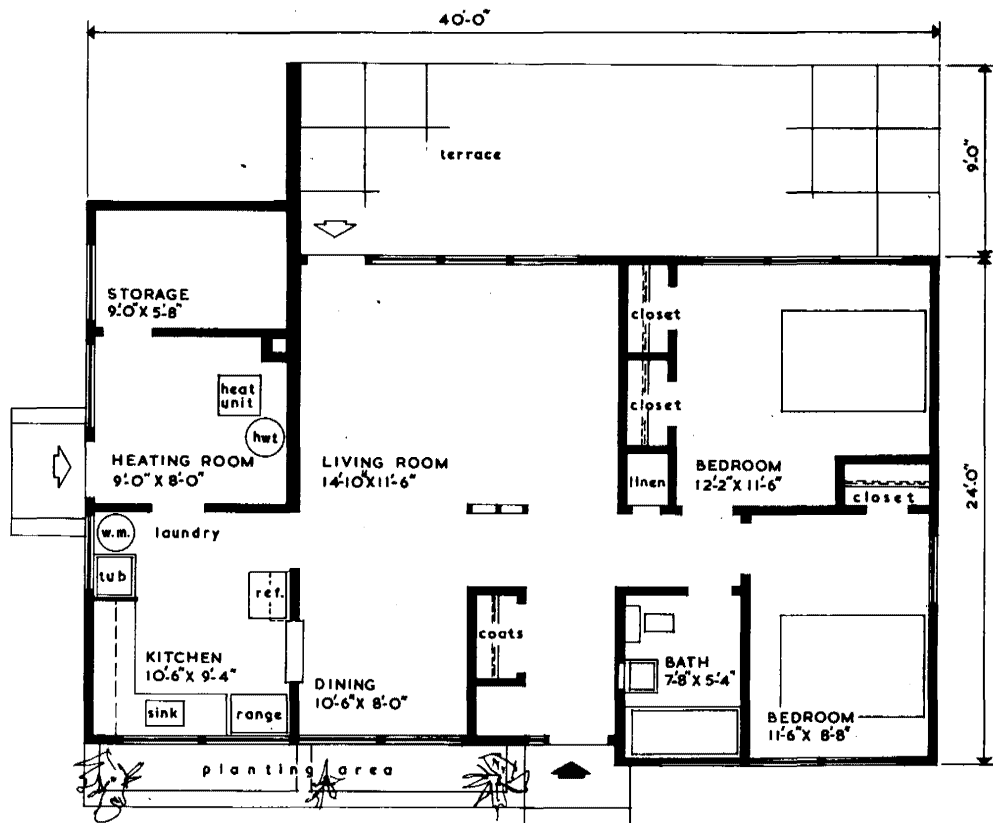 40'-0"
terrace
9'-0"
STORAGE
9'-0" X 5'-8"
closet
heat
unit
closet
hwt
HEATING ROOM
9'-0" X 8'-0"
LIVING ROOM
14'-10" X 11'-6"
linen
BEDROOM
12'-2" X 11'-6"
closet
24'-0"
w.m.
laundry
tub
ref.
coats
KITCHEN
10'-6" X 9'-4"
BATH
7'-8" X 5'-4"
DINING
10'-6" X 8'-0"
sink
range
BEDROOM
11'-6" X 8'-8"
planting area